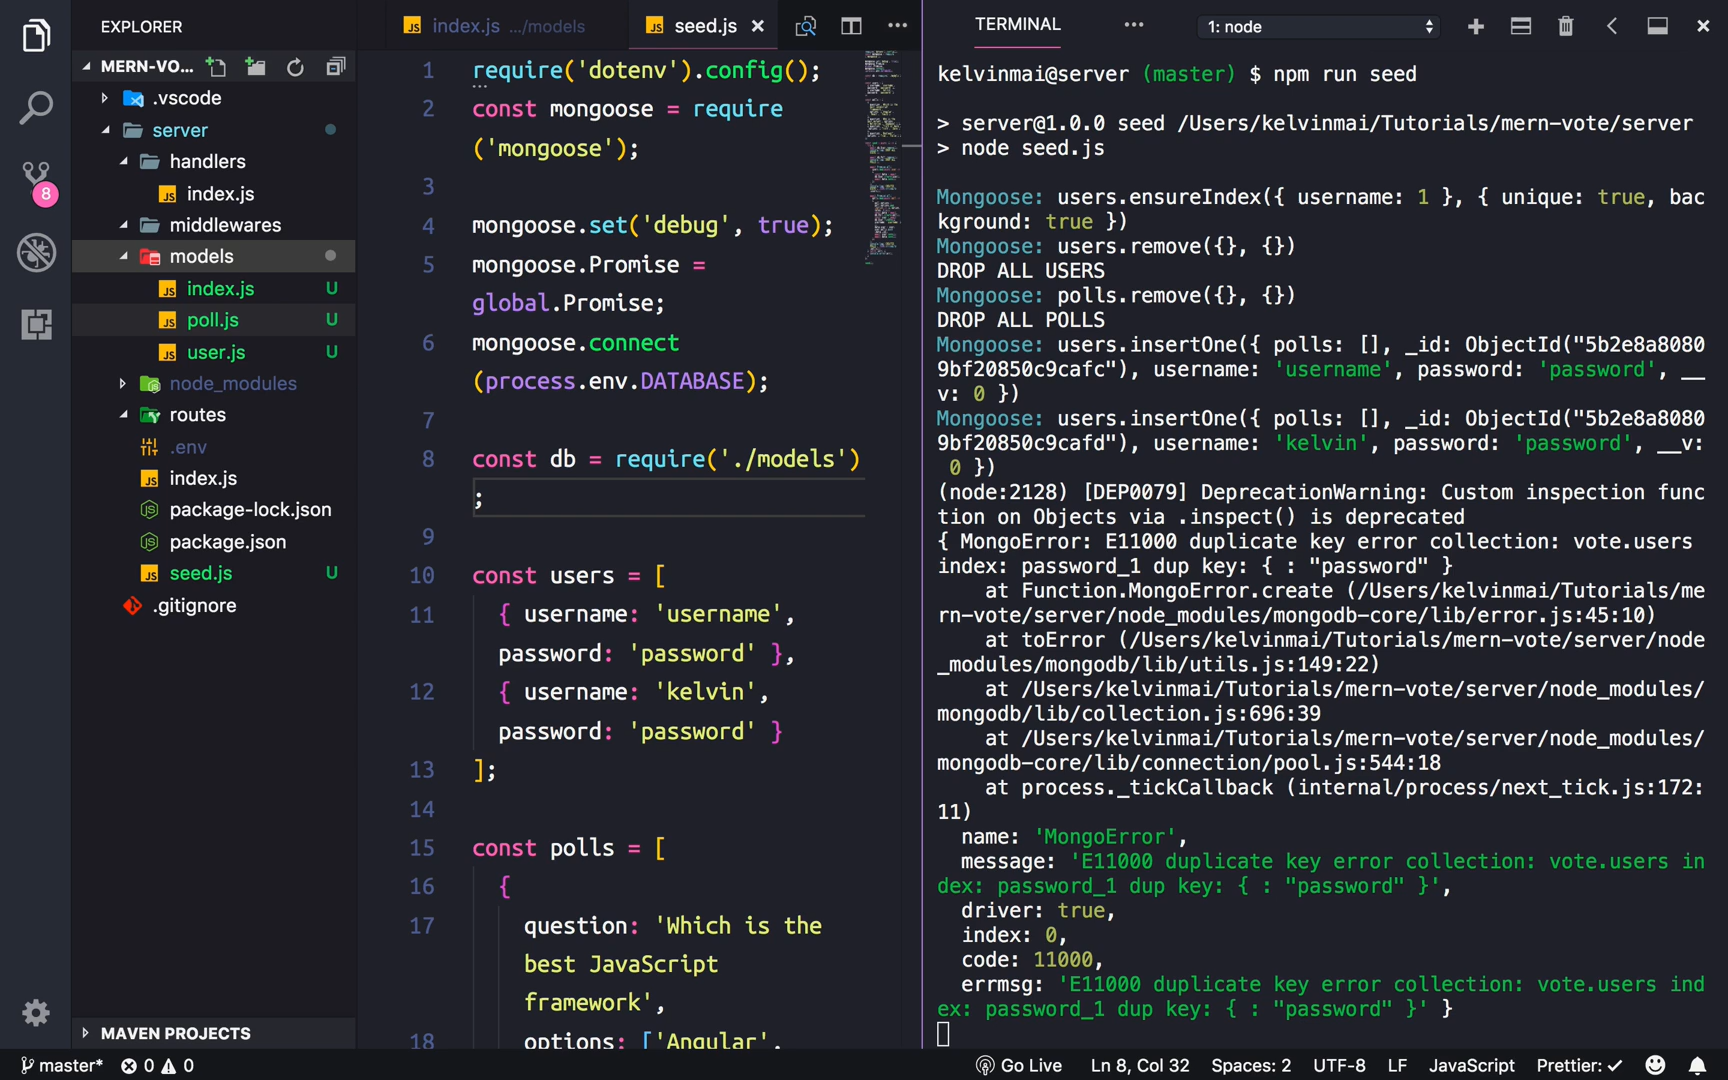 EXPLORER
MERN-VO...
.vscode
server
handlers
index.js
middlewares
models
index.js U
poll.js U
user.js U
node_modules
routes
.env
index.js
package-lock.json
package.json
seed.js U
.gitignore
MAVEN PROJECTS
8
index.js .../models
seed.js
1 require('dotenv').config();
2 const mongoose = require
('mongoose');
3
4 mongoose.set('debug', true);
5 mongoose.Promise =
global.Promise;
6 mongoose.connect
(process.env.DATABASE);
7
8 const db = require('./models')
;
9
10 const users = [
11 { username: 'username',
password: 'password' },
12 { username: 'kelvin',
password: 'password' }
13 ];
14
15 const polls = [
16 {
17 question: 'Which is the
best JavaScript
framework',
18 options: ['Angular',
TERMINAL
1: node
kelvinmai@server (master) $ npm run seed
> server@1.0.0 seed /Users/kelvinmai/Tutorials/mern-vote/server
> node seed.js
Mongoose: users.ensureIndex({ username: 1 }, { unique: true, bac
kground: true })
Mongoose: users.remove({}, {})
DROP ALL USERS
Mongoose: polls.remove({}, {})
DROP ALL POLLS
Mongoose: users.insertOne({ polls: [], _id: ObjectId("5b2e8a8080
9bf20850c9cafc"), username: 'username', password: 'password', __
v: 0 })
Mongoose: users.insertOne({ polls: [], _id: ObjectId("5b2e8a8080
9bf20850c9cafd"), username: 'kelvin', password: 'password', __v:
0 })
(node:2128) [DEP0079] DeprecationWarning: Custom inspection func
tion on Objects via .inspect() is deprecated
{ MongoError: E11000 duplicate key error collection: vote.users
index: password_1 dup key: { : "password" }
at Function.MongoError.create (/Users/kelvinmai/Tutorials/me
rn-vote/server/node_modules/mongodb-core/lib/error.js:45:10)
at toError (/Users/kelvinmai/Tutorials/mern-vote/server/node
_modules/mongodb/lib/utils.js:149:22)
at /Users/kelvinmai/Tutorials/mern-vote/server/node_modules/
mongodb/lib/collection.js:696:39
at /Users/kelvinmai/Tutorials/mern-vote/server/node_modules/
mongodb-core/lib/connection/pool.js:544:18
at process._tickCallback (internal/process/next_tick.js:172:
11)
name: 'MongoError',
message: 'E11000 duplicate key error collection: vote.users in
dex: password_1 dup key: { : "password" }',
driver: true,
index: 0,
code: 11000,
errmsg: 'E11000 duplicate key error collection: vote.users ind
ex: password_1 dup key: { : "password" }' }
master* 0 0
Go Live Ln 8, Col 32 Spaces: 2 UTF-8 LF JavaScript Prettier: ✓